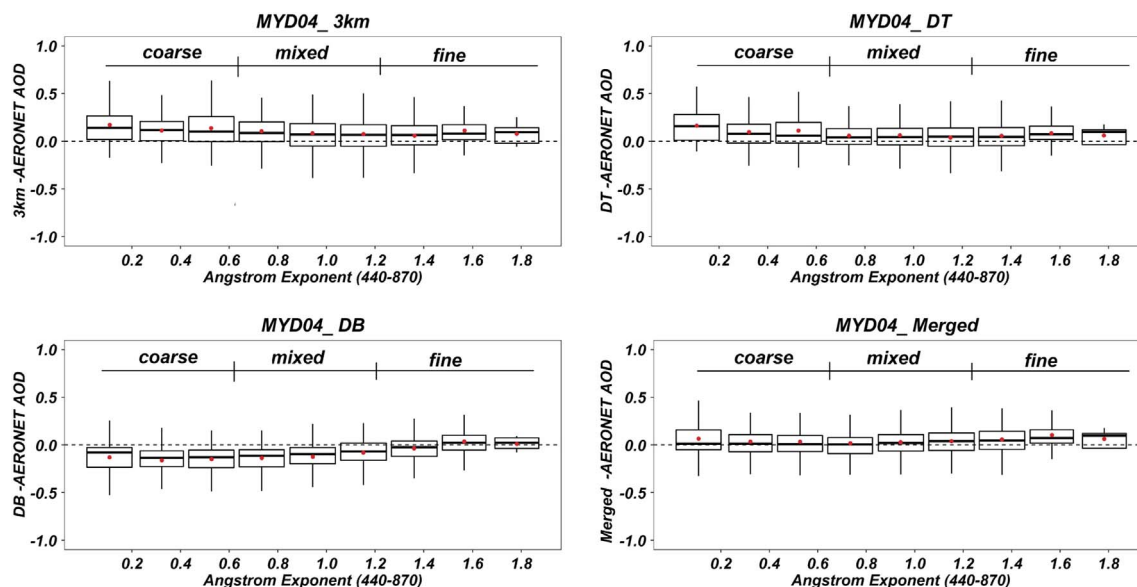 MYD04_ 3km
coarse mixed fine
3km -AERONET AOD
1.0
0.5
0.0
-0.5
-1.0
0.2 0.4 0.6 0.8 1.0 1.2 1.4 1.6 1.8
Angstrom Exponent (440-870)
MYD04_ DT
coarse mixed fine
DT -AERONET AOD
1.0
0.5
0.0
-0.5
-1.0
0.2 0.4 0.6 0.8 1.0 1.2 1.4 1.6 1.8
Angstrom Exponent (440-870)
MYD04_ DB
coarse mixed fine
DB -AERONET AOD
1.0
0.5
0.0
-0.5
-1.0
0.2 0.4 0.6 0.8 1.0 1.2 1.4 1.6 1.8
Angstrom Exponent (440-870)
MYD04_ Merged
coarse mixed fine
Merged -AERONET AOD
1.0
0.5
0.0
-0.5
-1.0
0.2 0.4 0.6 0.8 1.0 1.2 1.4 1.6 1.8
Angstrom Exponent (440-870)